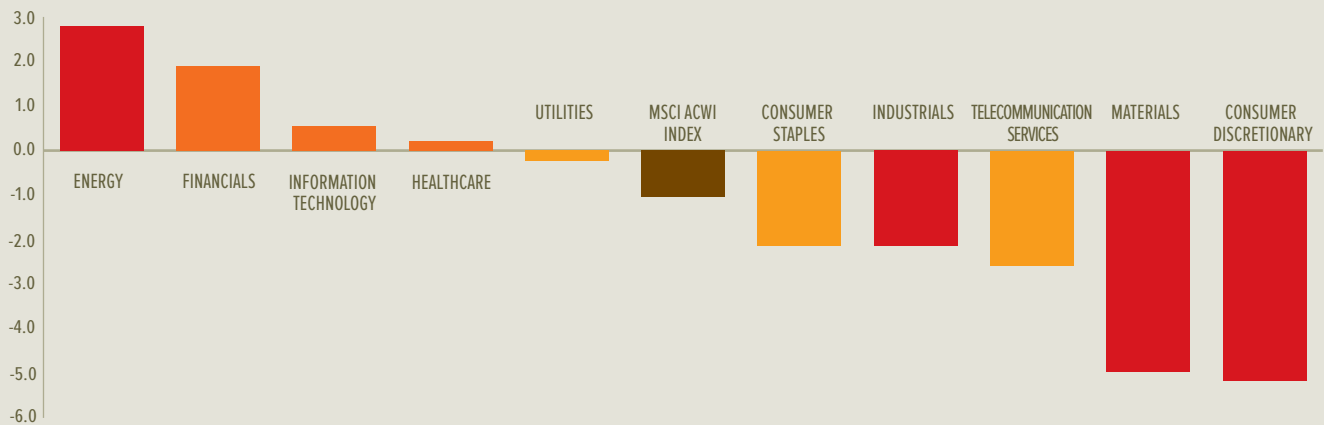 3.0
2.0
1.0
0.0
-1.0
-2.0
-3.0
-4.0
-5.0
-6.0
ENERGY
FINANCIALS
INFORMATION
TECHNOLOGY
HEALTHCARE
UTILITIES
MSCI ACWI
INDEX
CONSUMER
STAPLES
INDUSTRIALS
TELECOMMUNICATION
SERVICES
MATERIALS
CONSUMER
DISCRETIONARY